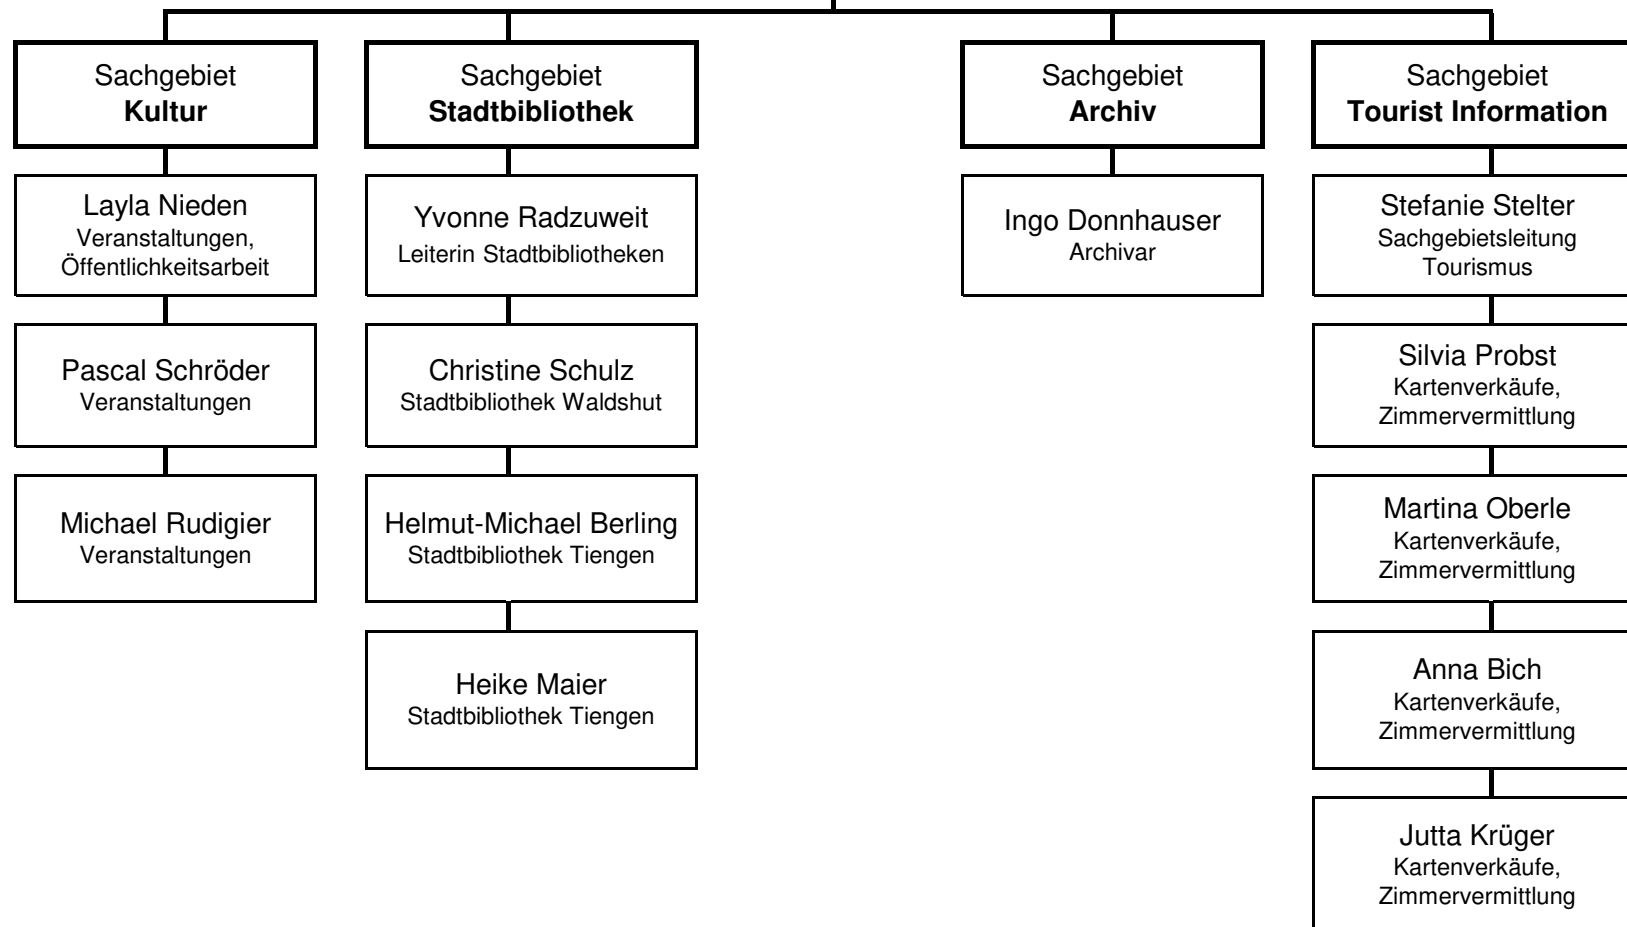 Sachgebiet
Kultur
Layla Nieden
Veranstaltungen,
Öffentlichkeitsarbeit
Pascal Schröder
Veranstaltungen
Michael Rudigier
Veranstaltungen
Sachgebiet
Stadtbibliothek
Yvonne Radzuweit
Leiterin Stadtbibliotheken
Christine Schulz
Stadtbibliothek Waldshut
Helmut-Michael Berling
Stadtbibliothek Tiengen
Heike Maier
Stadtbibliothek Tiengen
Sachgebiet
Archiv
Ingo Donnhauser
Archivar
Sachgebiet
Tourist Information
Stefanie Stelter
Sachgebietsleitung
Tourismus
Silvia Probst
Kartenverkäufe,
Zimmervermittlung
Martina Oberle
Kartenverkäufe,
Zimmervermittlung
Anna Bich
Kartenverkäufe,
Zimmervermittlung
Jutta Krüger
Kartenverkäufe,
Zimmervermittlung